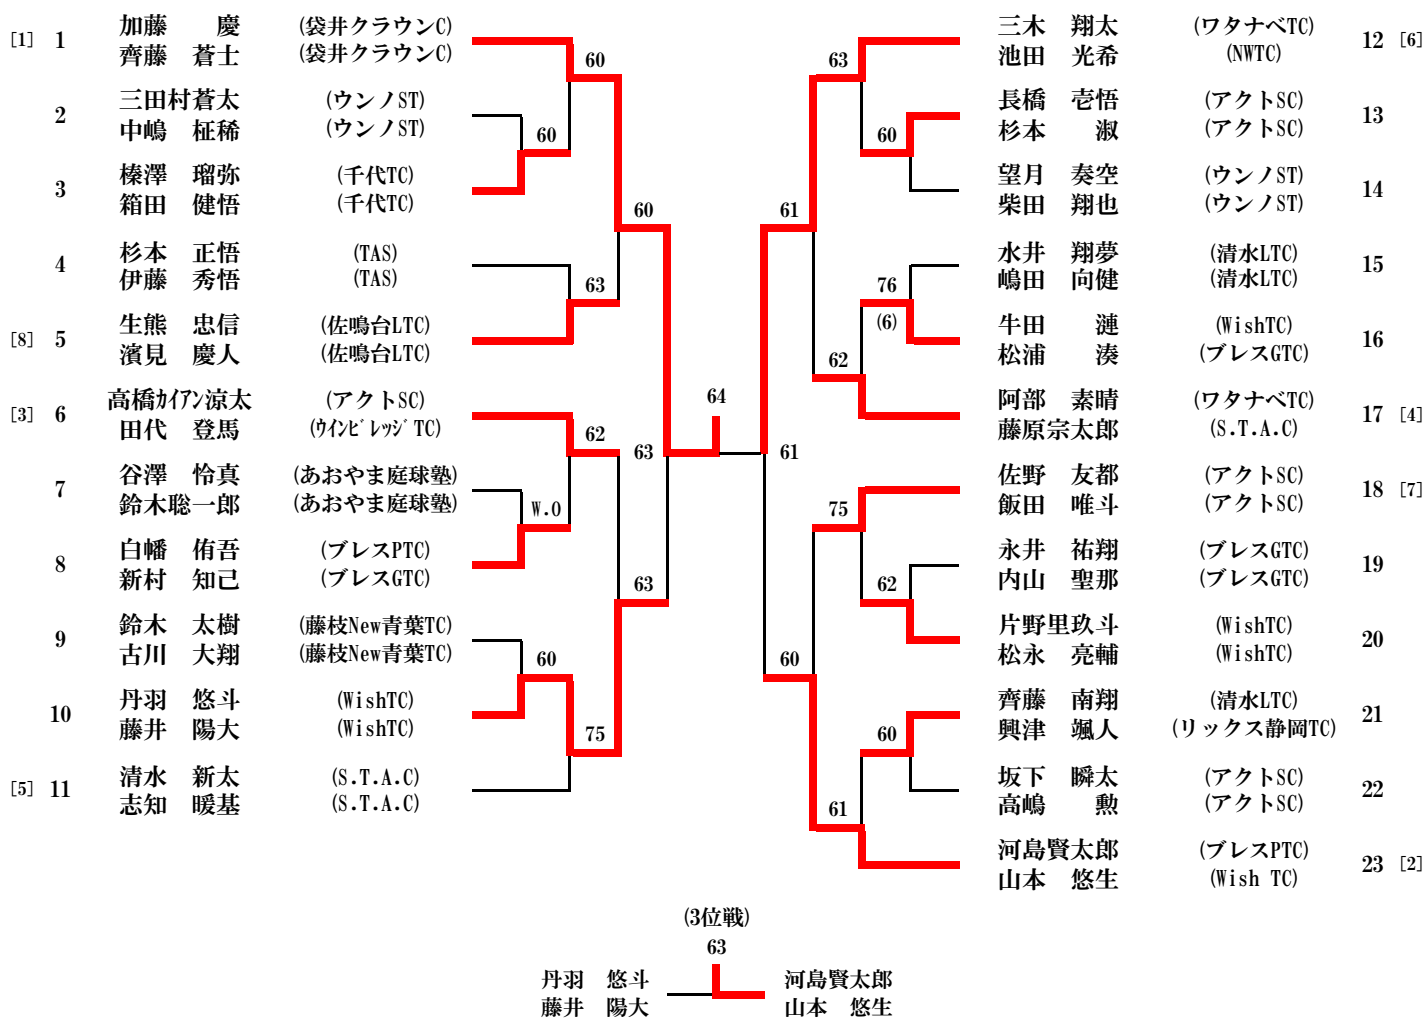 [1] 1 加藤　慶 (袋井クラウンC)
齊藤　蒼士 (袋井クラウンC)
60
2 三田村蒼太 (ウンノST)
中嶋　柾稀 (ウンノST)
60
3 榛澤　瑠弥 (千代TC)
箱田　健悟 (千代TC)
60
4 杉本　正悟 (TAS)
伊藤　秀悟 (TAS)
63
[8] 5 生熊　忠信 (佐鳴台LTC)
濱見　慶人 (佐鳴台LTC)
[3] 6 高橋ｶｲｱﾝ涼太 (アクトSC)
田代　登馬 (ｳｲﾝﾋﾞﾚｯｼﾞTC)
62
63
7 谷澤　怜真 (あおやま庭球塾)
鈴木聡一郎 (あおやま庭球塾)
W.O
8 白幡　侑吾 (ブレスPTC)
新村　知己 (ブレスGTC)
63
9 鈴木　太樹 (藤枝New青葉TC)
古川　大翔 (藤枝New青葉TC)
60
10 丹羽　悠斗 (WishTC)
藤井　陽大 (WishTC)
75
[5] 11 清水　新太 (S.T.A.C)
志知　暖基 (S.T.A.C)
64
三木　翔太 (ワタナベTC) 12 [6]
池田　光希 (NWTC)
63
長橋　壱悟 (アクトSC) 13
杉本　淑 (アクトSC)
60
望月　奏空 (ウンノST) 14
柴田　翔也 (ウンノST)
61
水井　翔夢 (清水LTC) 15
嶋田　向健 (清水LTC)
76
(6)
牛田　漣 (WishTC) 16
松浦　湊 (ブレスGTC)
62
阿部　素晴 (ワタナベTC) 17 [4]
藤原宗太郎 (S.T.A.C)
61
佐野　友都 (アクトSC) 18 [7]
飯田　唯斗 (アクトSC)
75
永井　祐翔 (ブレスGTC) 19
内山　聖那 (ブレスGTC)
62
片野里玖斗 (WishTC) 20
松永　亮輔 (WishTC)
60
齊藤　南翔 (清水LTC) 21
興津　颯人 (リックス静岡TC)
60
坂下　瞬太 (アクトSC) 22
高嶋　勲 (アクトSC)
61
河島賢太郎 (ブレスPTC) 23 [2]
山本　悠生 (Wish TC)
(3位戦)
63
丹羽　悠斗 河島賢太郎
藤井　陽大 山本　悠生